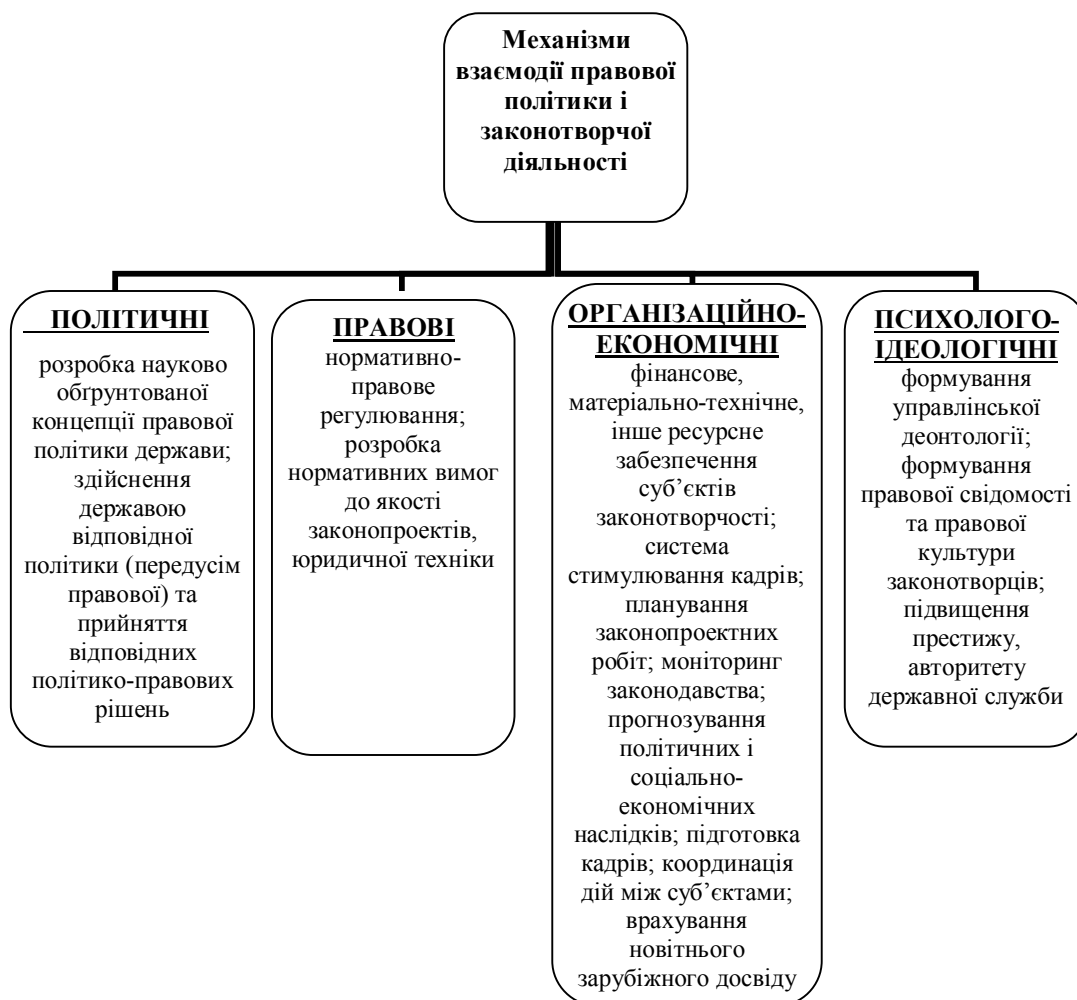 Механізми
взаємодії правової
політики і
законотворчої
діяльності
ПОЛІТИЧНІ
розробка науково
обґрунтованої
концепції правової
політики держави;
здійснення
державою
відповідної
політики (передусім
правової) та
прийняття
відповідних
політико-правових
рішень
ПРАВОВІ
нормативно-
правове
регулювання;
розробка
нормативних вимог
до якості
законопроектів,
юридичної техніки
ОРГАНІЗАЦІЙНО-
ЕКОНОМІЧНІ
фінансове,
матеріально-технічне,
інше ресурсне
забезпечення
суб’єктів
законотворчості;
система
стимулювання кадрів;
планування
законопроектних
робіт; моніторинг
законодавства;
прогнозування
політичних і
соціально-
економічних
наслідків; підготовка
кадрів; координація
дій між суб’єктами;
врахування
новітнього
зарубіжного досвіду
ПСИХОЛОГО-
ІДЕОЛОГІЧНІ
формування
управлінської
деонтології;
формування
правової свідомості
та правової
культури
законотворців;
підвищення
престижу,
авторитету
державної служби